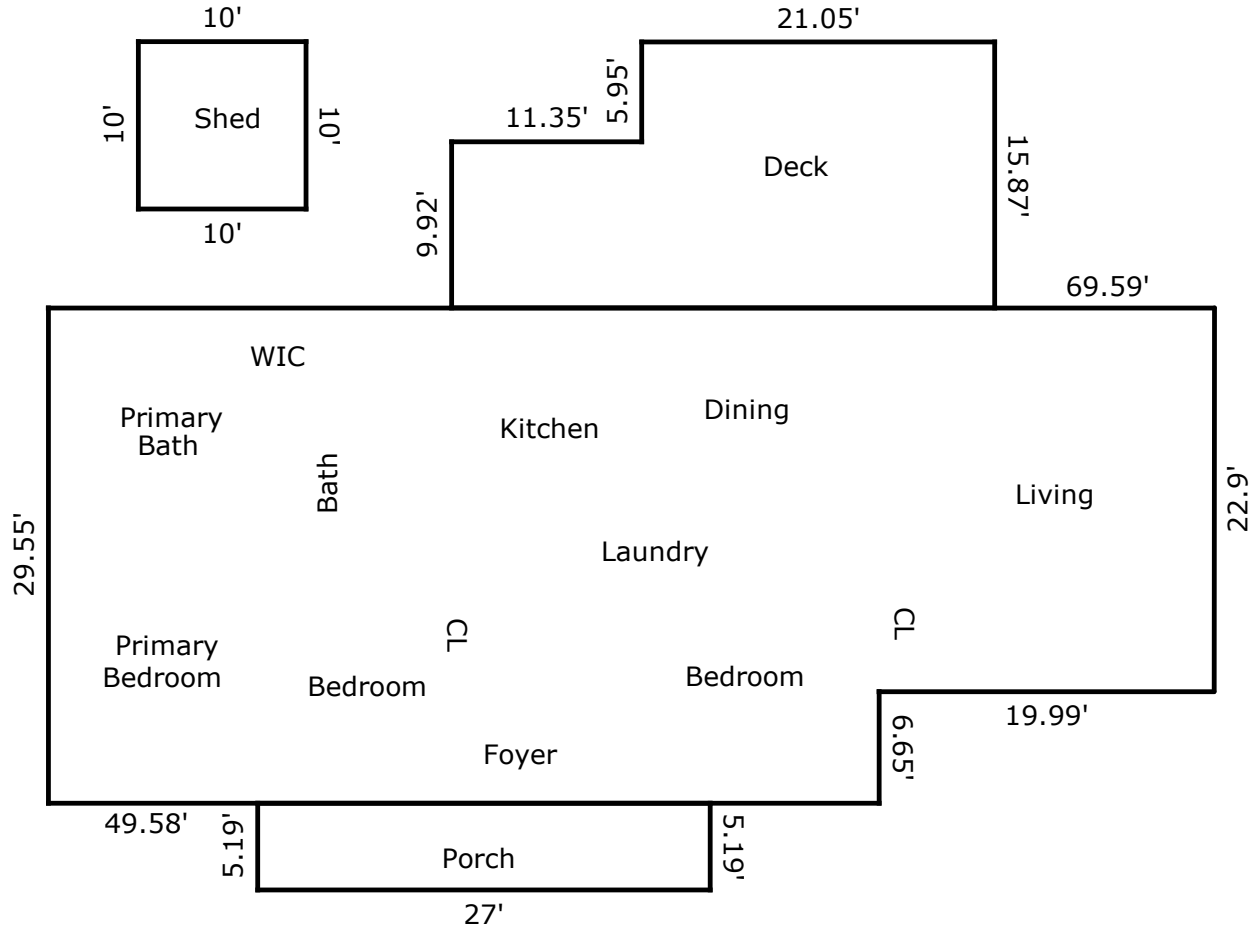 10'
21.05'
10'
Shed
10'
11.35'
5.95'
Deck
15.87'
10'
9.92'
69.59'
WIC
Primary
Bath
Bath
Kitchen
Dining
Living
22.9'
29.55'
Laundry
CL
CL
Primary
Bedroom
Bedroom
Bedroom
19.99'
6.65'
Foyer
49.58'
5.19'
Porch
5.19'
27'